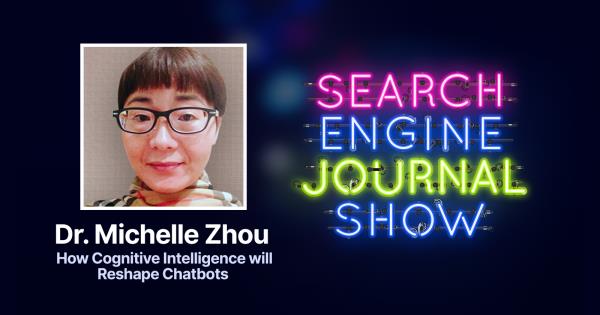 SEARCH
ENGINE
JOURNAL
SHOW
Dr. Michelle Zhou
How Cognitive Intelligence will
Reshape Chatbots